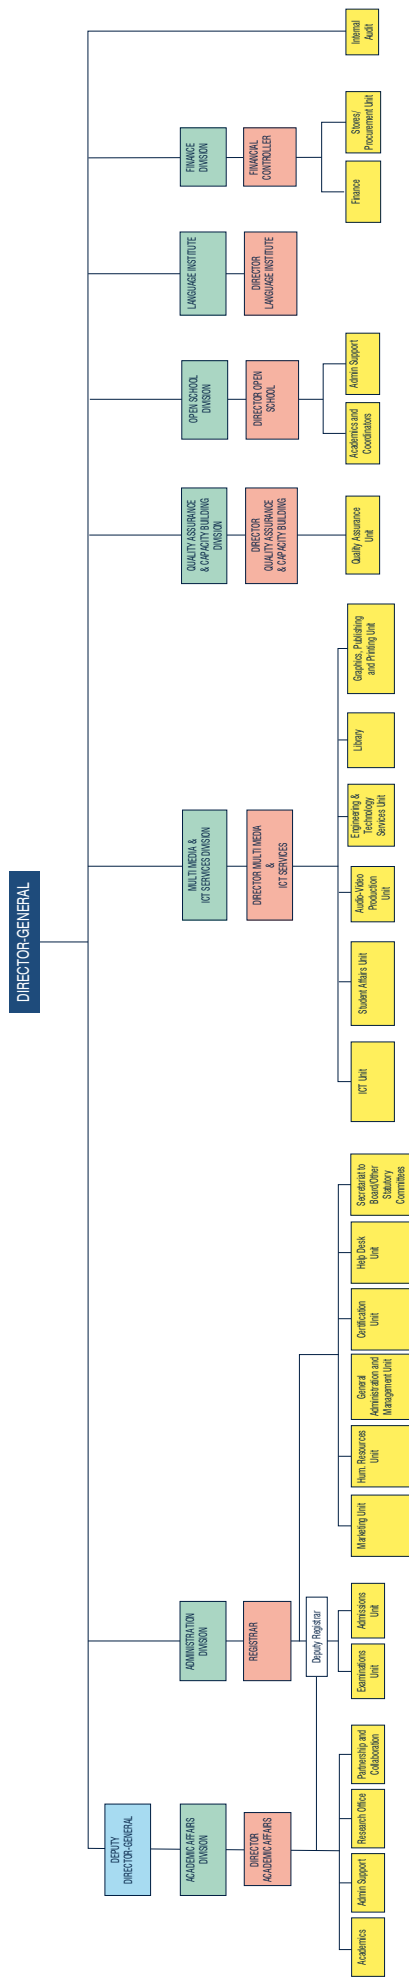 DIRECTOR-GENERAL
DEPUTY
DIRECTOR-GENERAL
ACADEMIC AFFAIRS
DIVISION
ADMINISTRATION
DIVISION
MULTI MEDIA &
ICT SERVICES DIVISION
QUALITY ASSURANCE
& CAPACITY BUILDING
DIVISION
OPEN SCHOOL
DIVISION
LANGUAGE INSTITUTE
FINANCE
DIVISION
DIRECTOR
ACADEMIC AFFAIRS
REGISTRAR
DIRECTOR MULTI MEDIA
&
ICT SERVICES
DIRECTOR
QUALITY ASSURANCE
& CAPACITY BUILDING
DIRECTOR OPEN
SCHOOL
DIRECTOR
LANGUAGE INSTITUTE
FINANCIAL
CONTROLLER
Deputy Registrar
Academics
Admin Support
Research Office
Partnership and
Collaboration
Examinations
Unit
Admissions
Unit
Marketing Unit
Hum. Resources
Unit
General
Administration and
Management Unit
Certification
Unit
Help Desk
Unit
Secretariat to
Board/Other
Statutory
Committees
ICT Unit
Student Affairs Unit
Audio-Video
Production
Unit
Engineering &
Technology
Services Unit
Library
Graphics, Publishing
and Printing Unit
Quality Assurance
Unit
Academics and
Coordinators
Admin Support
Finance
Stores/
Procurement Unit
Internal
Audit